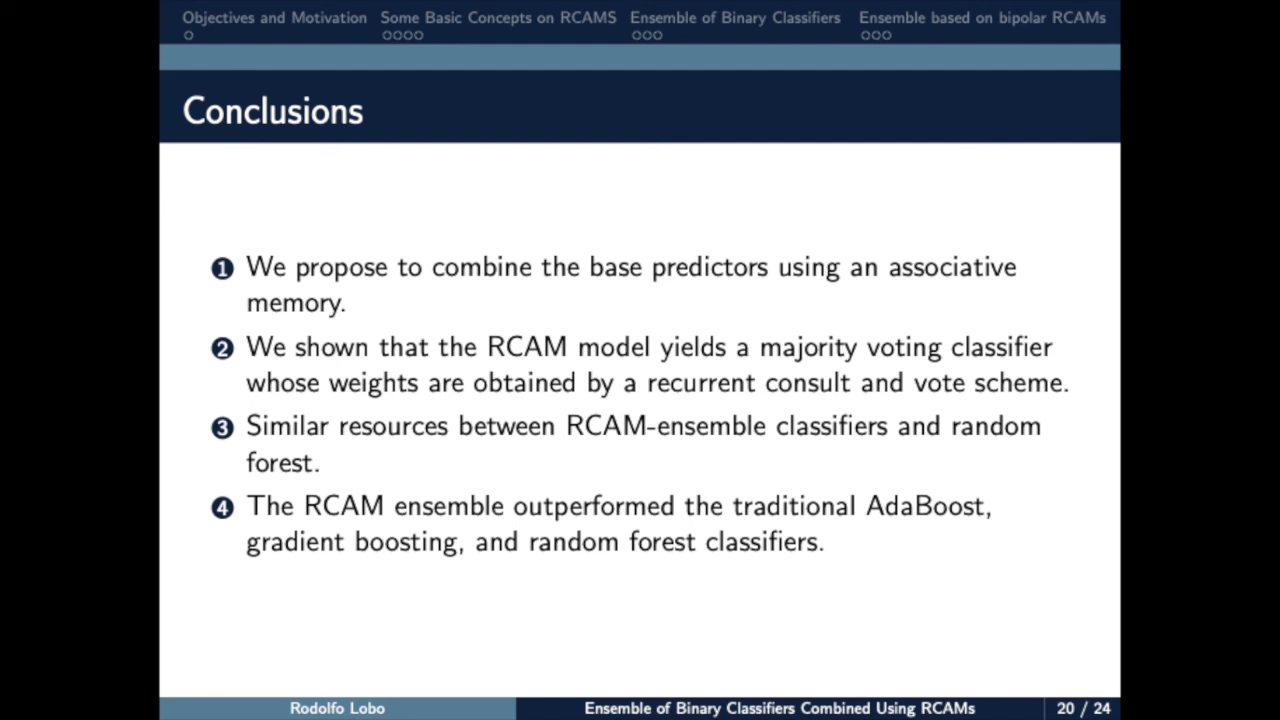 Objectives and Motivation Some Basic Concepts on RCAMS Ensemble of Binary Classifiers Ensemble based on bipolar RCAMs
Conclusions
1 We propose to combine the base predictors using an associative
memory.
2 We shown that the RCAM model yields a majority voting classifier
whose weights are obtained by a recurrent consult and vote scheme.
3 Similar resources between RCAM-ensemble classifiers and random
forest.
4 The RCAM ensemble outperformed the traditional AdaBoost,
gradient boosting, and random forest classifiers.
Rodolfo Lobo Ensemble of Binary Classifiers Combined Using RCAMs 20 / 24